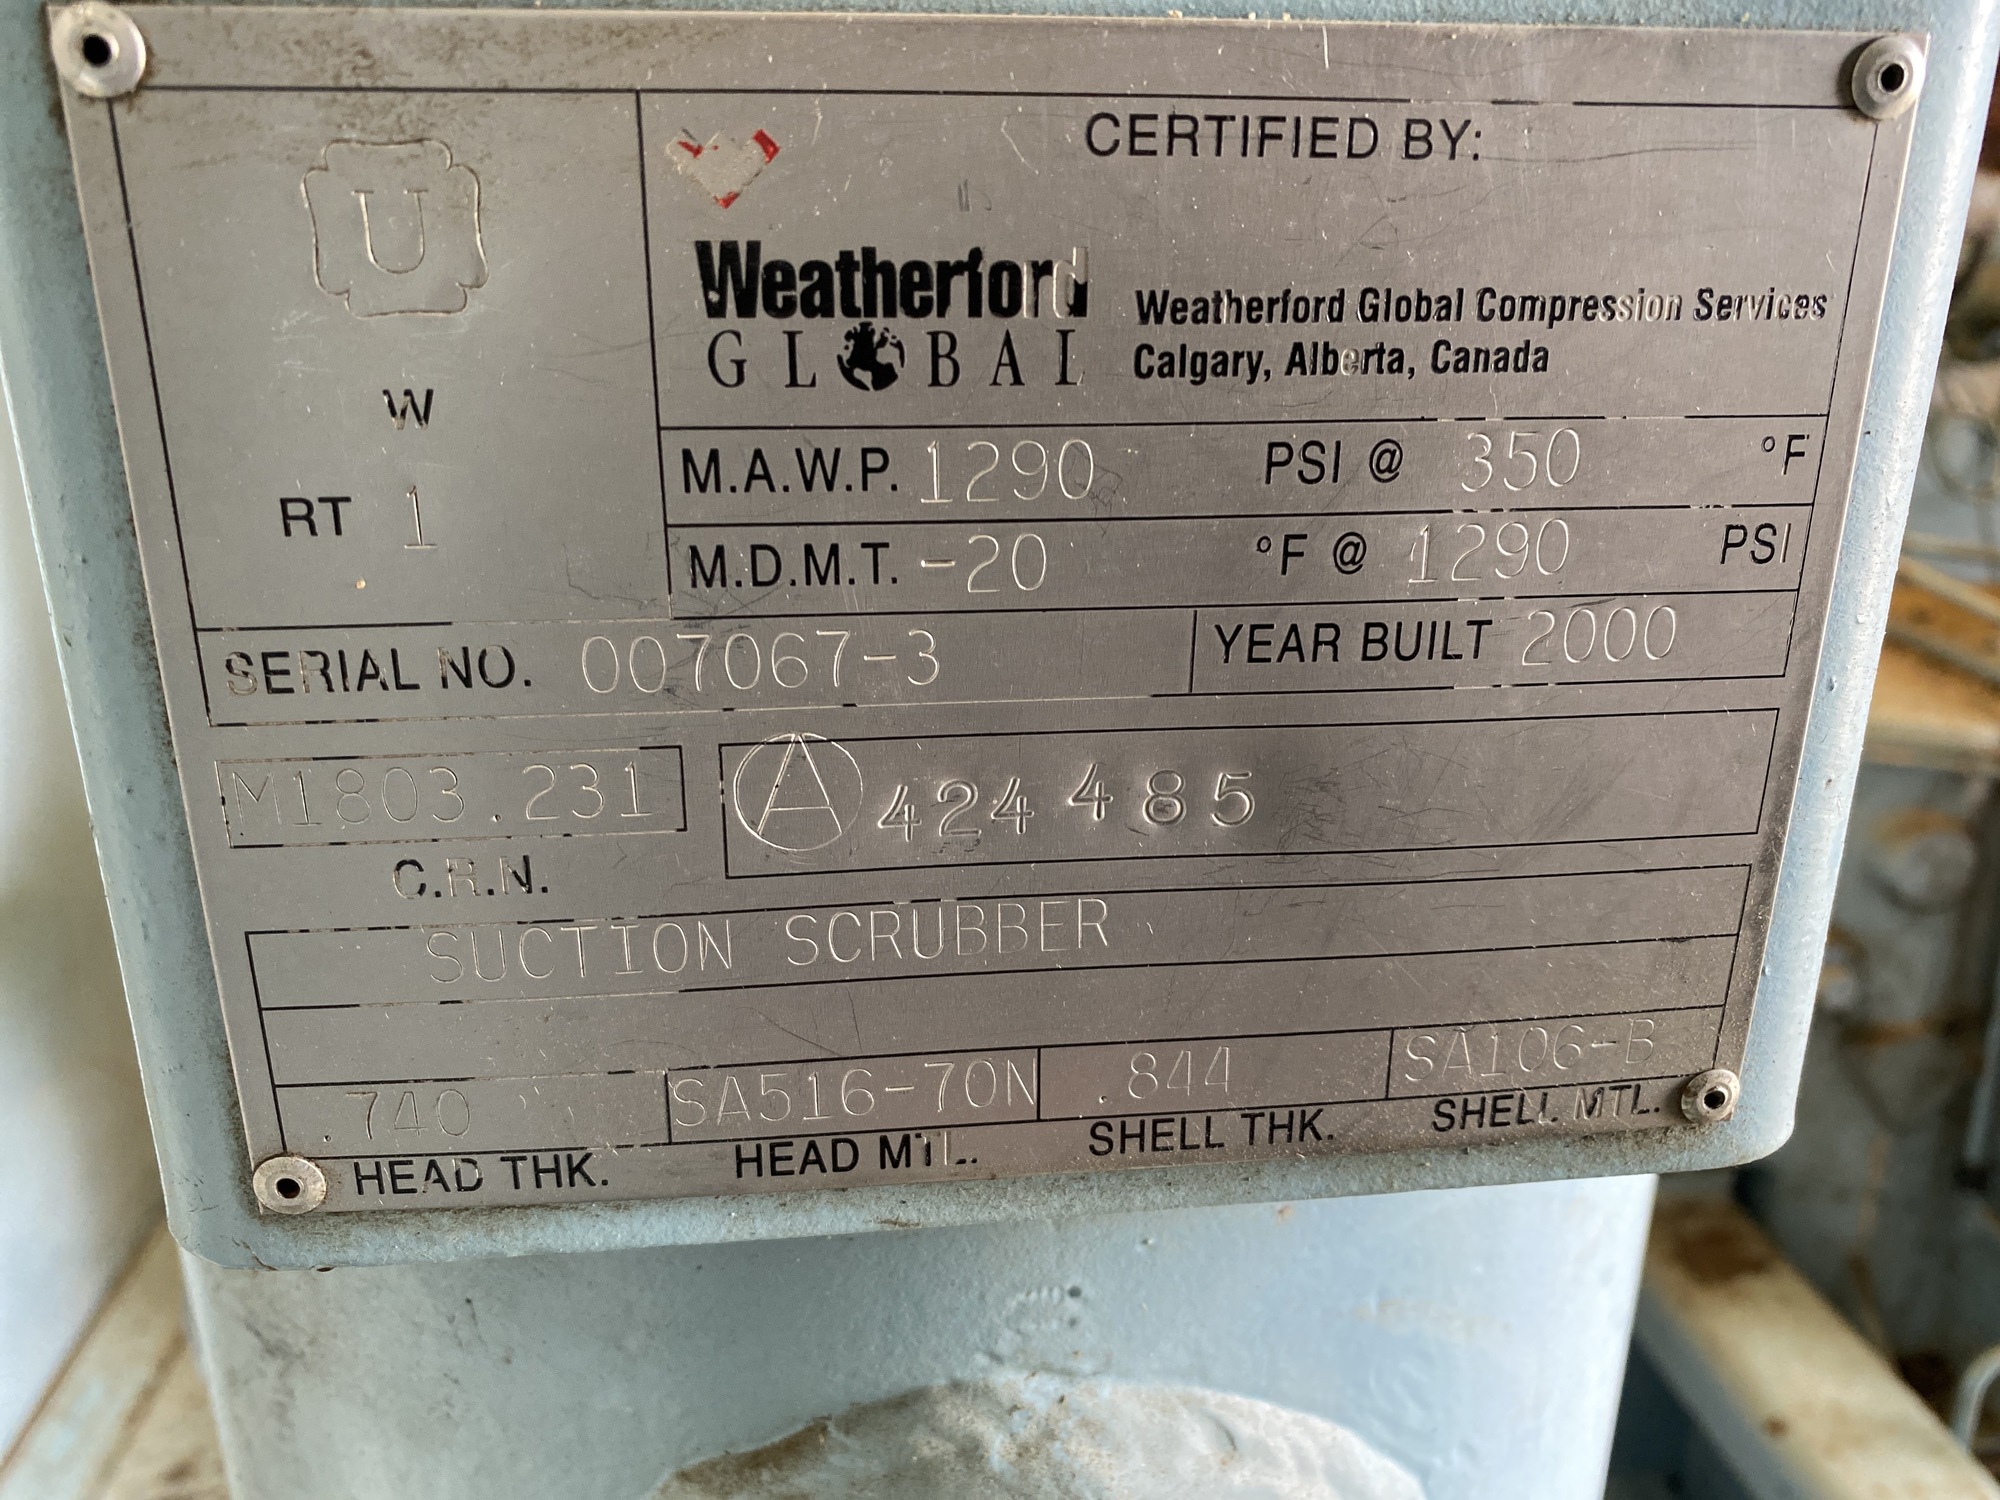 U
W
RT 1
CERTIFIED BY:
Weatherford
GLOBAL
Weatherford Global Compression Services
Calgary, Alberta, Canada
M.A.W.P. 1290 PSI @ 350 °F
M.D.M.T. -20 °F @ 1290 PSI
SERIAL NO. 007067-3 YEAR BUILT 2000
M1803.231 A 424485
C.R.N.
SUCTION SCRUBBER
.740 SA516-70N .844 SA106-B
HEAD THK. HEAD MTL. SHELL THK. SHELL MTL.